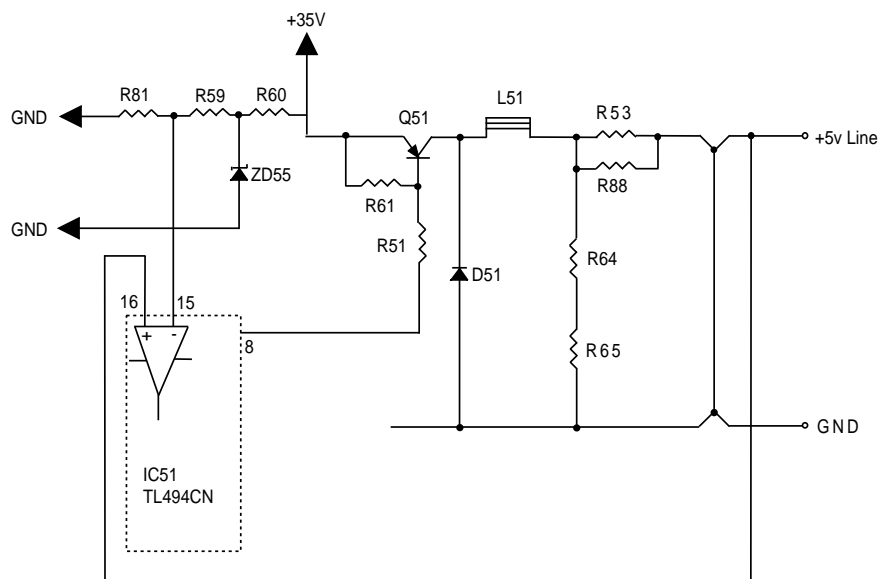 +35V
R81
R59
R60
Q51
L51
R53
GND
+5v Line
ZD55
R88
R61
GND
R51
R64
D51
16
15
8
R65
+
-
GND
IC51
TL494CN